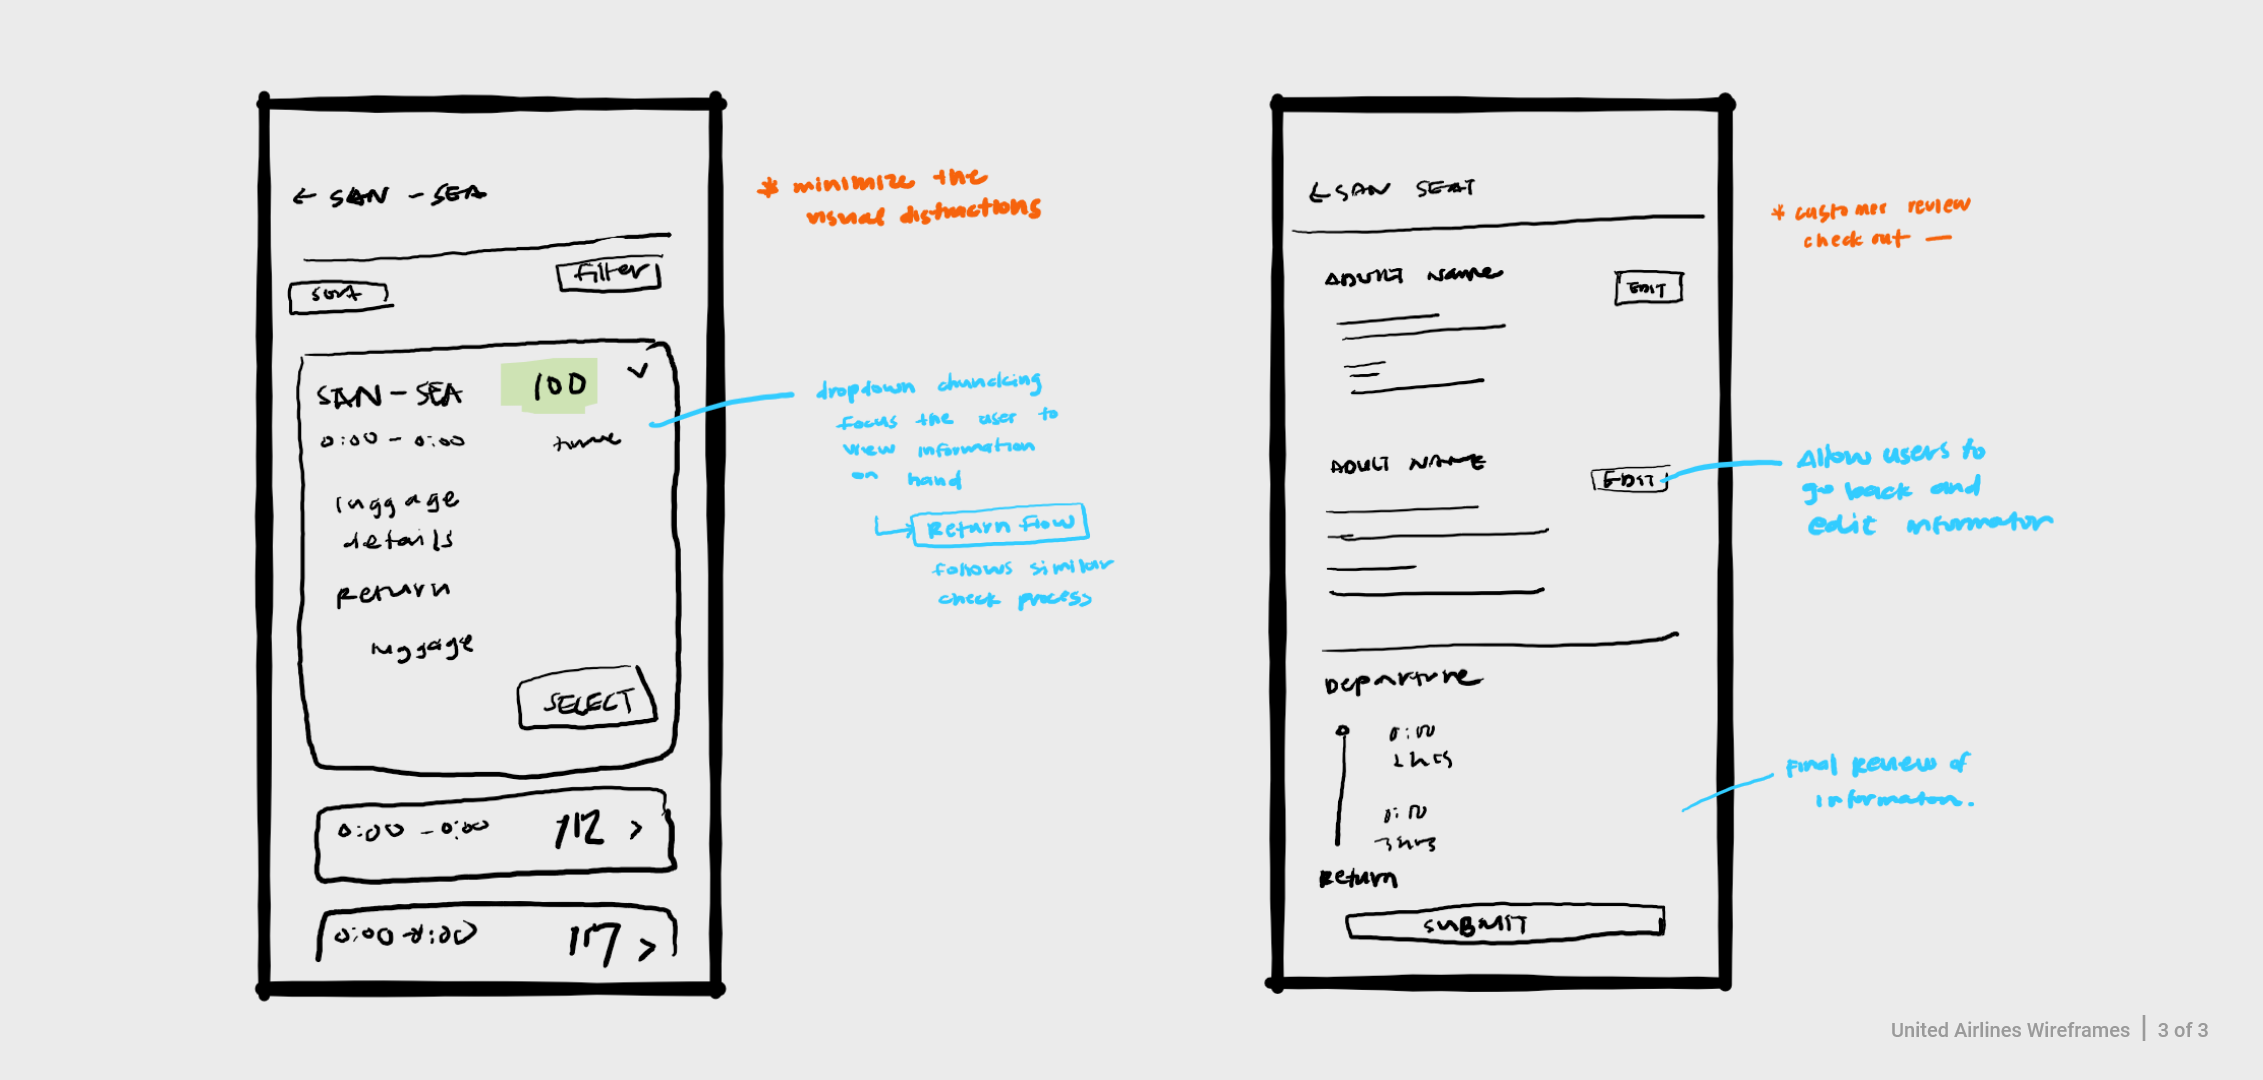 ← SAN - SEA
Sort
Filter
SAN - SEA
100
0:00 - 0:00
time
luggage
details
Return
luggage
SELECT
0:00 - 0:00
112 >
0:00 - 0:00
117 >
* minimize the
visual distractions
dropdown chuncking
Focus the user to
view information
on hand
Return flow
follows similar
check process
← SAN SEAT
ADULT Name
EDIT
ADULT NAME
EDIT
Departure
0:00
2 hrs
0:00
3 hrs
Return
SUBMIT
* customer review
check out —
Allow users to
go back and
edit information
Final Review of
information.
United Airlines Wireframes | 3 of 3